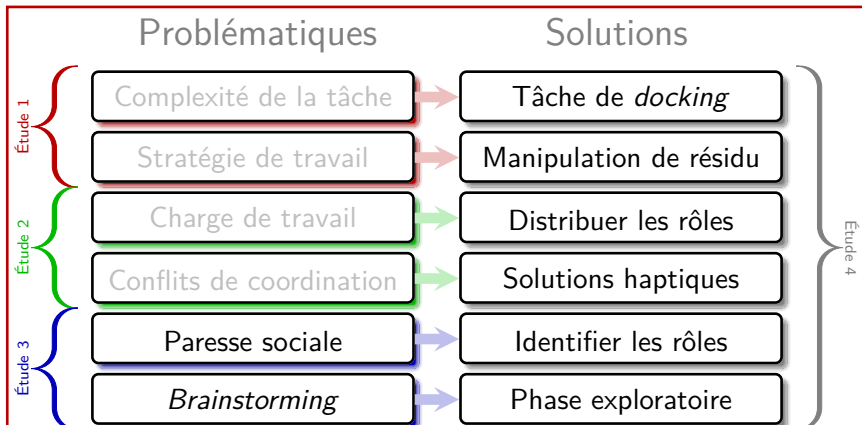 Problématiques Solutions
Étude 1
Complexité de la tâche Tâche de docking
Stratégie de travail Manipulation de résidu
Étude 2
Charge de travail Distribuer les rôles
Conflits de coordination Solutions haptiques
Étude 3
Paresse sociale Identifier les rôles
Brainstorming Phase exploratoire
Étude 4